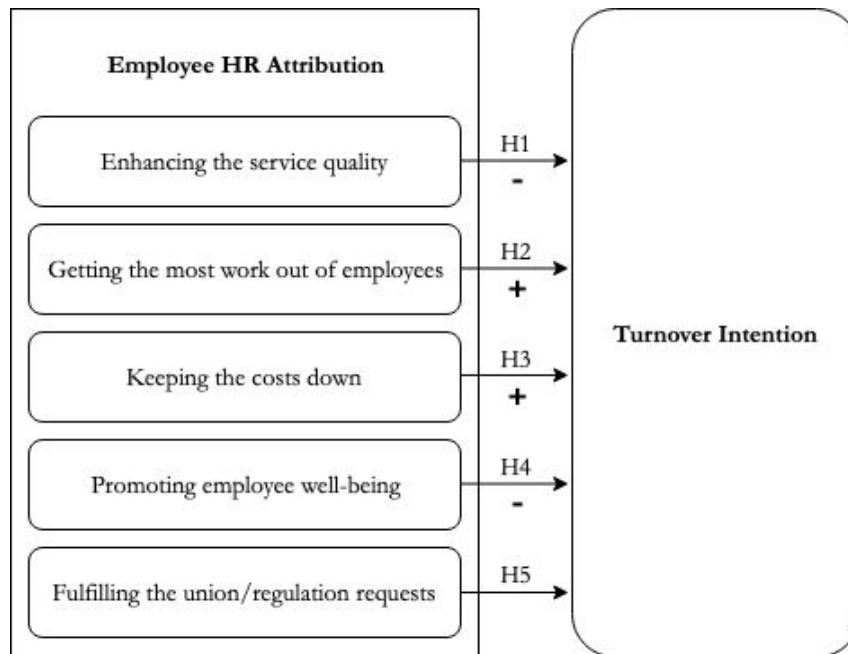 Employee HR Attribution
Enhancing the service quality
H1
-
Getting the most work out of employees
H2
+
Keeping the costs down
H3
+
Promoting employee well-being
H4
-
Fulfilling the union/regulation requests
H5
Turnover Intention